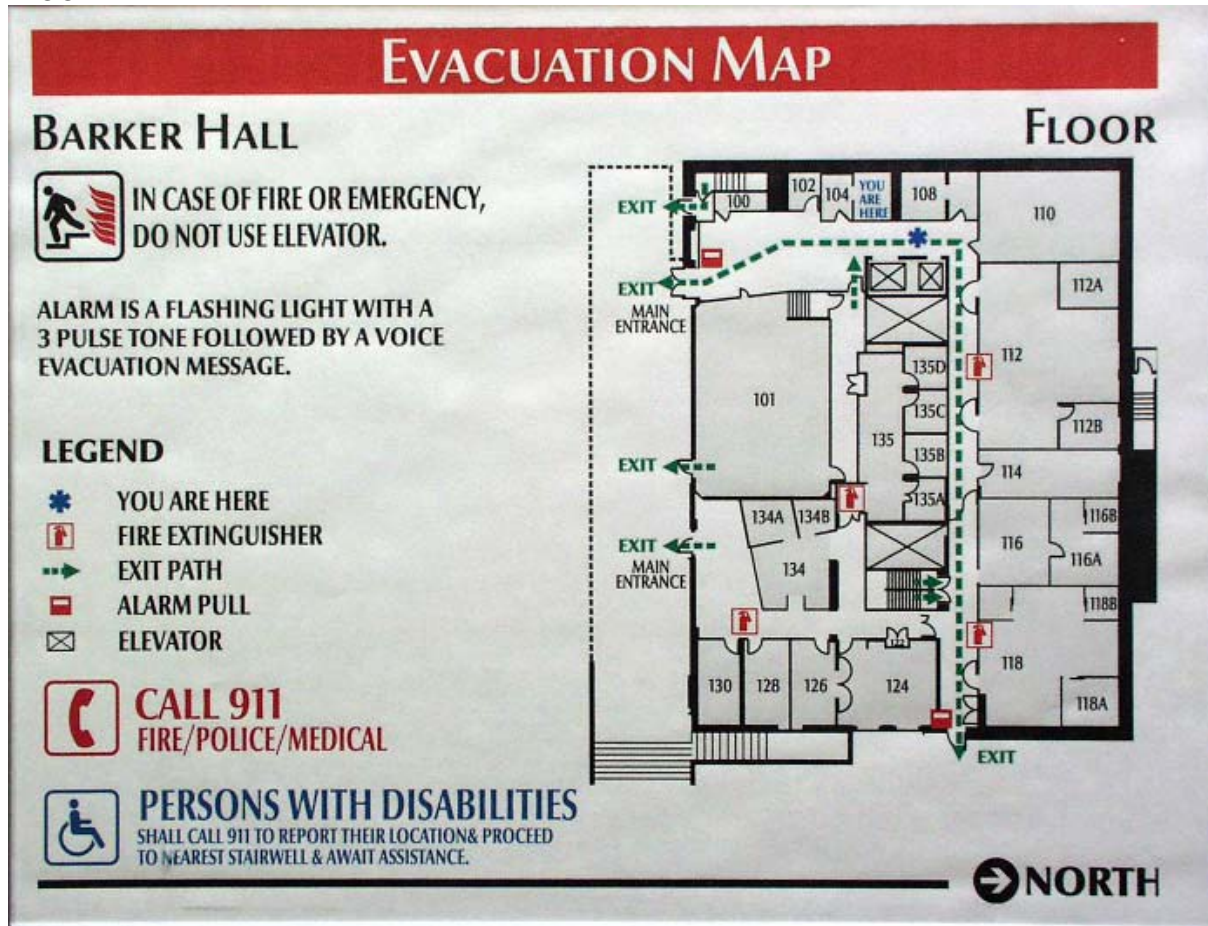 EVACUATION MAP
BARKER HALL
FLOOR
IN CASE OF FIRE OR EMERGENCY,
DO NOT USE ELEVATOR.
ALARM IS A FLASHING LIGHT WITH A
3 PULSE TONE FOLLOWED BY A VOICE
EVACUATION MESSAGE.
LEGEND
YOU ARE HERE
FIRE EXTINGUISHER
EXIT PATH
ALARM PULL
ELEVATOR
CALL 911
FIRE/POLICE/MEDICAL
PERSONS WITH DISABILITIES
SHALL CALL 911 TO REPORT THEIR LOCATION& PROCEED
TO NEAREST STAIRWELL & AWAIT ASSISTANCE.
EXIT
100
102
104
YOU
ARE
HERE
108
110
EXIT
MAIN
ENTRANCE
112A
112
135D
135C
112B
101
135
135B
114
EXIT
135A
134A
134B
116B
EXIT
MAIN
ENTRANCE
134
116
116A
118B
122
118
130
128
126
124
118A
EXIT
NORTH